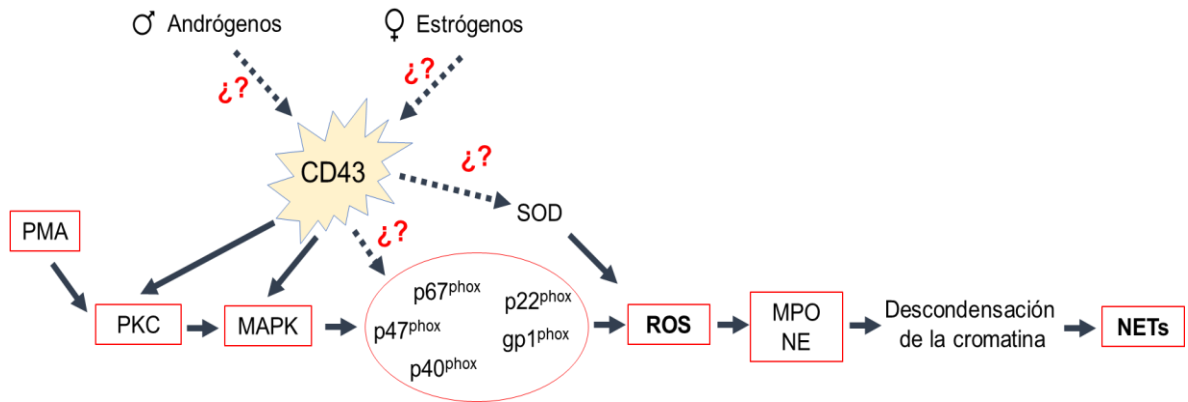 ♂ Andrógenos
♀ Estrógenos
¿?
¿?
CD43
¿?
SOD
PMA
¿?
p67phox
p22phox
p47phox
gp1phox
p40phox
PKC
MAPK
ROS
MPO
NE
Descondensación
de la cromatina
NETs